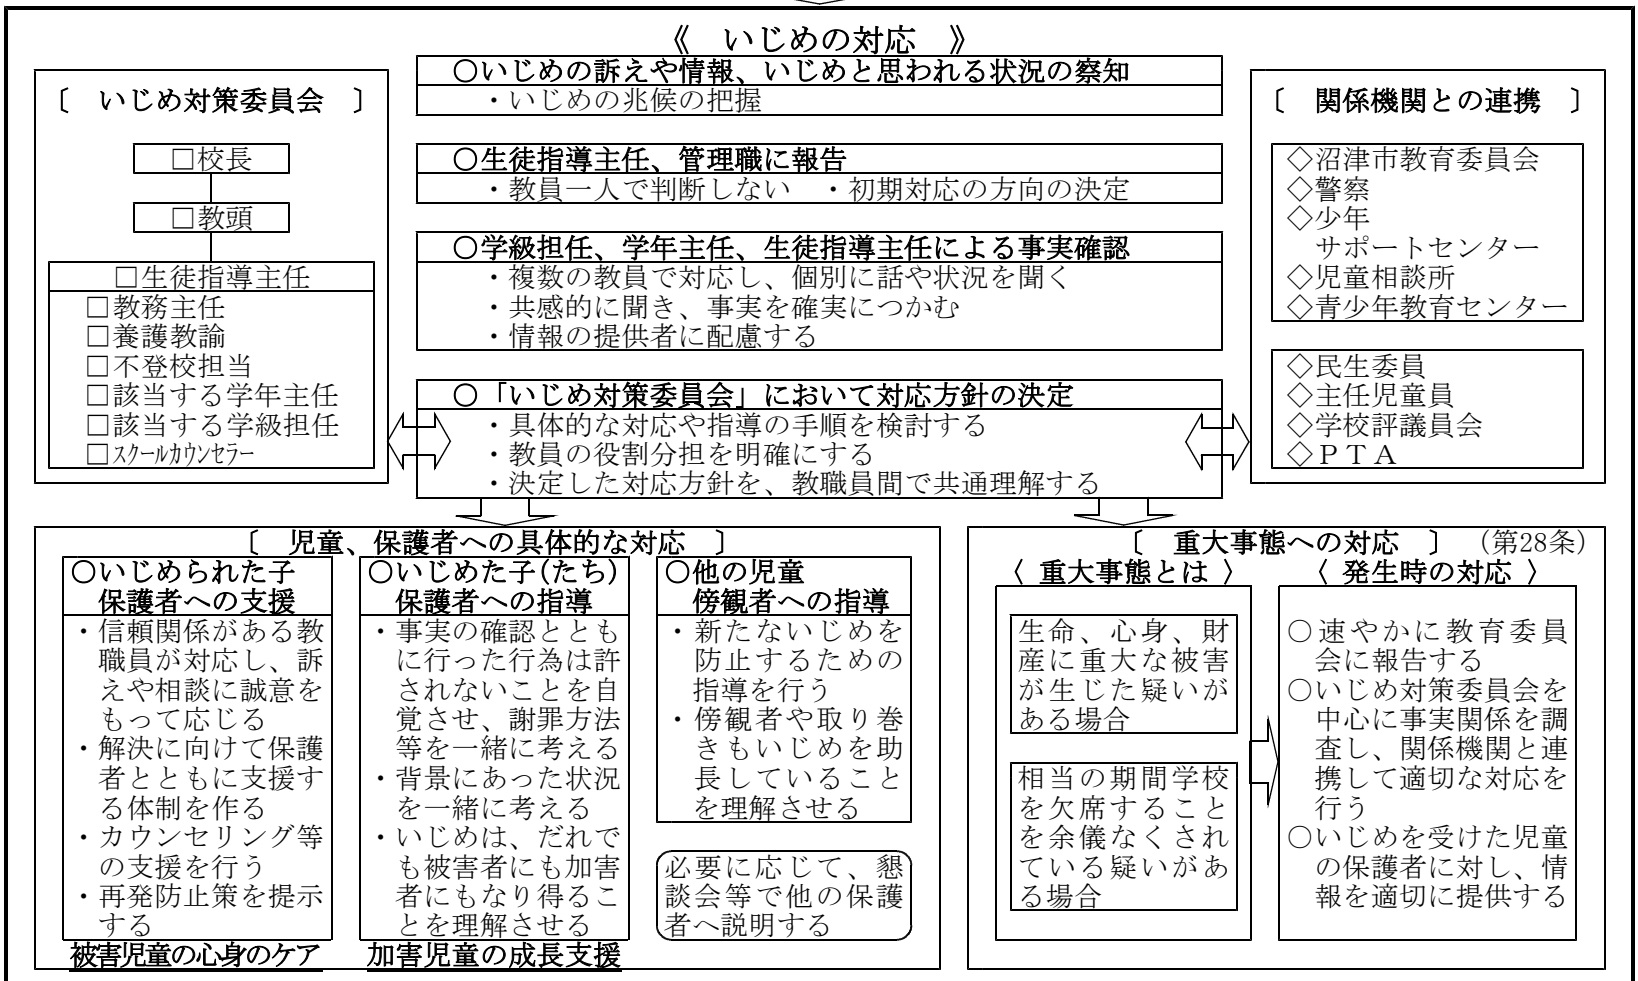 《　いじめの対応　》
〔　いじめ対策委員会　〕
□校長
□教頭
□生徒指導主任
□教務主任
□養護教諭
□不登校担当
□該当する学年主任
□該当する学級担任
□スクールカウンセラー
○いじめの訴えや情報、いじめと思われる状況の察知
・いじめの兆候の把握
○生徒指導主任、管理職に報告
・教員一人で判断しない　・初期対応の方向の決定
○学級担任、学年主任、生徒指導主任による事実確認
・複数の教員で対応し、個別に話や状況を聞く
・共感的に聞き、事実を確実につかむ
・情報の提供者に配慮する
○「いじめ対策委員会」において対応方針の決定
・具体的な対応や指導の手順を検討する
・教員の役割分担を明確にする
・決定した対応方針を、教職員間で共通理解する
〔　関係機関との連携　〕
◇沼津市教育委員会
◇警察
◇少年
サポートセンター
◇児童相談所
◇青少年教育センター
◇民生委員
◇主任児童員
◇学校評議員会
◇ＰＴＡ
〔　児童、保護者への具体的な対応　〕
○いじめられた子
保護者への支援
・信頼関係がある教
職員が対応し、訴
えや相談に誠意を
もって応じる
・解決に向けて保護
者とともに支援す
る体制を作る
・カウンセリング等
の支援を行う
・再発防止策を提示
する
被害児童の心身のケア
○いじめた子(たち)
保護者への指導
・事実の確認ととも
に行った行為は許
されないことを自
覚させ、謝罪方法
等を一緒に考える
・背景にあった状況
を一緒に考える
・いじめは、だれで
も被害者にも加害
者にもなり得るこ
とを理解させる
加害児童の成長支援
○他の児童
傍観者への指導
・新たないじめを
防止するための
指導を行う
・傍観者や取り巻
きもいじめを助
長していること
を理解させる
必要に応じて、懇
談会等で他の保護
者へ説明する
〔　重大事態への対応　〕　(第28条)
〈 重大事態とは 〉
生命、心身、財
産に重大な被害
が生じた疑いが
ある場合
相当の期間学校
を欠席すること
を余儀なくされ
ている疑いがあ
る場合
〈 発生時の対応 〉
○速やかに教育委員
会に報告する
○いじめ対策委員会を
中心に事実関係を調
査し、関係機関と連
携して適切な対応を
行う
○いじめを受けた児童
の保護者に対し、情
報を適切に提供する